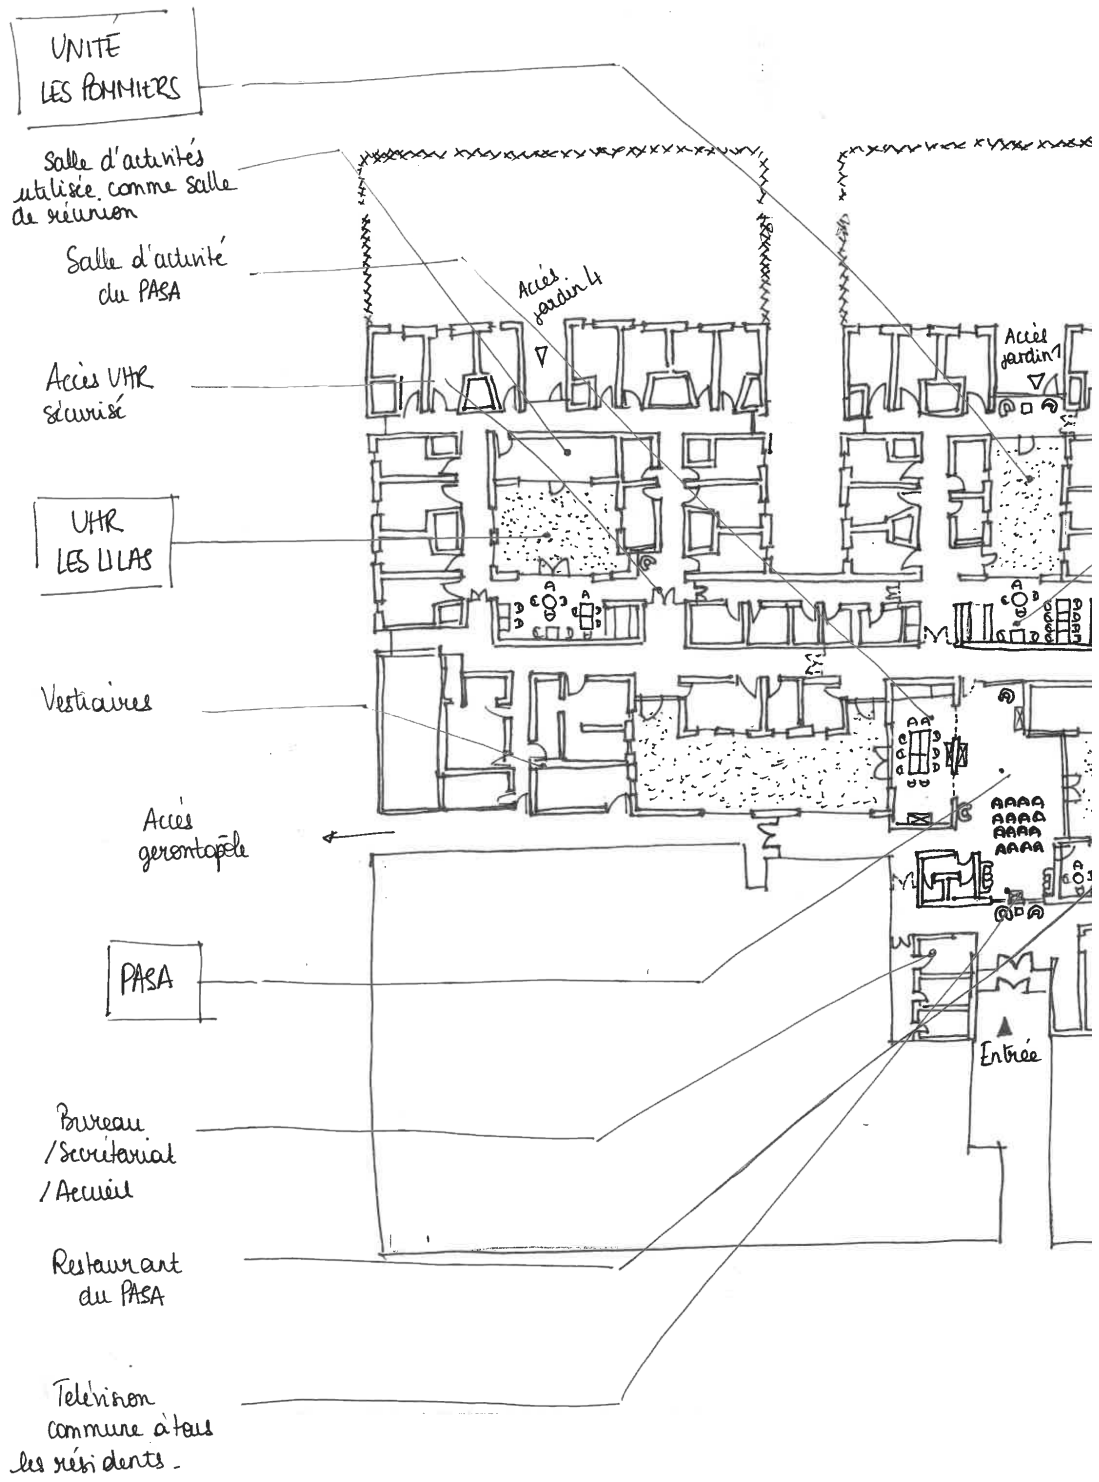 UNITÉ
LES POMMIERS
Salle d'activités
utilisée comme salle
de réunion
Salle d'activité
du PASA
Accès
jardin 4
Accès
jardin 1
Accès UHR
sécurisé
UHR
LES LILAS
Vestiaires
Accès
gerontopôle
PASA
Entrée
Bureau
/Secrétariat
/Accueil
Restaurant
du PASA
Télévision
commune à tous
les résidents.